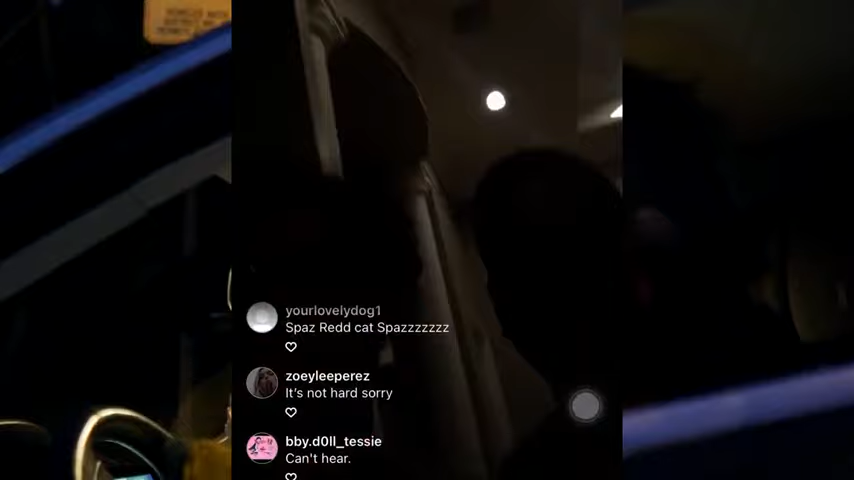 yourlovelydog1
Spaz Redd cat Spazzzzzzz
zoeyleeperez
It's not hard sorry
bby.d0ll_tessie
Can't hear.